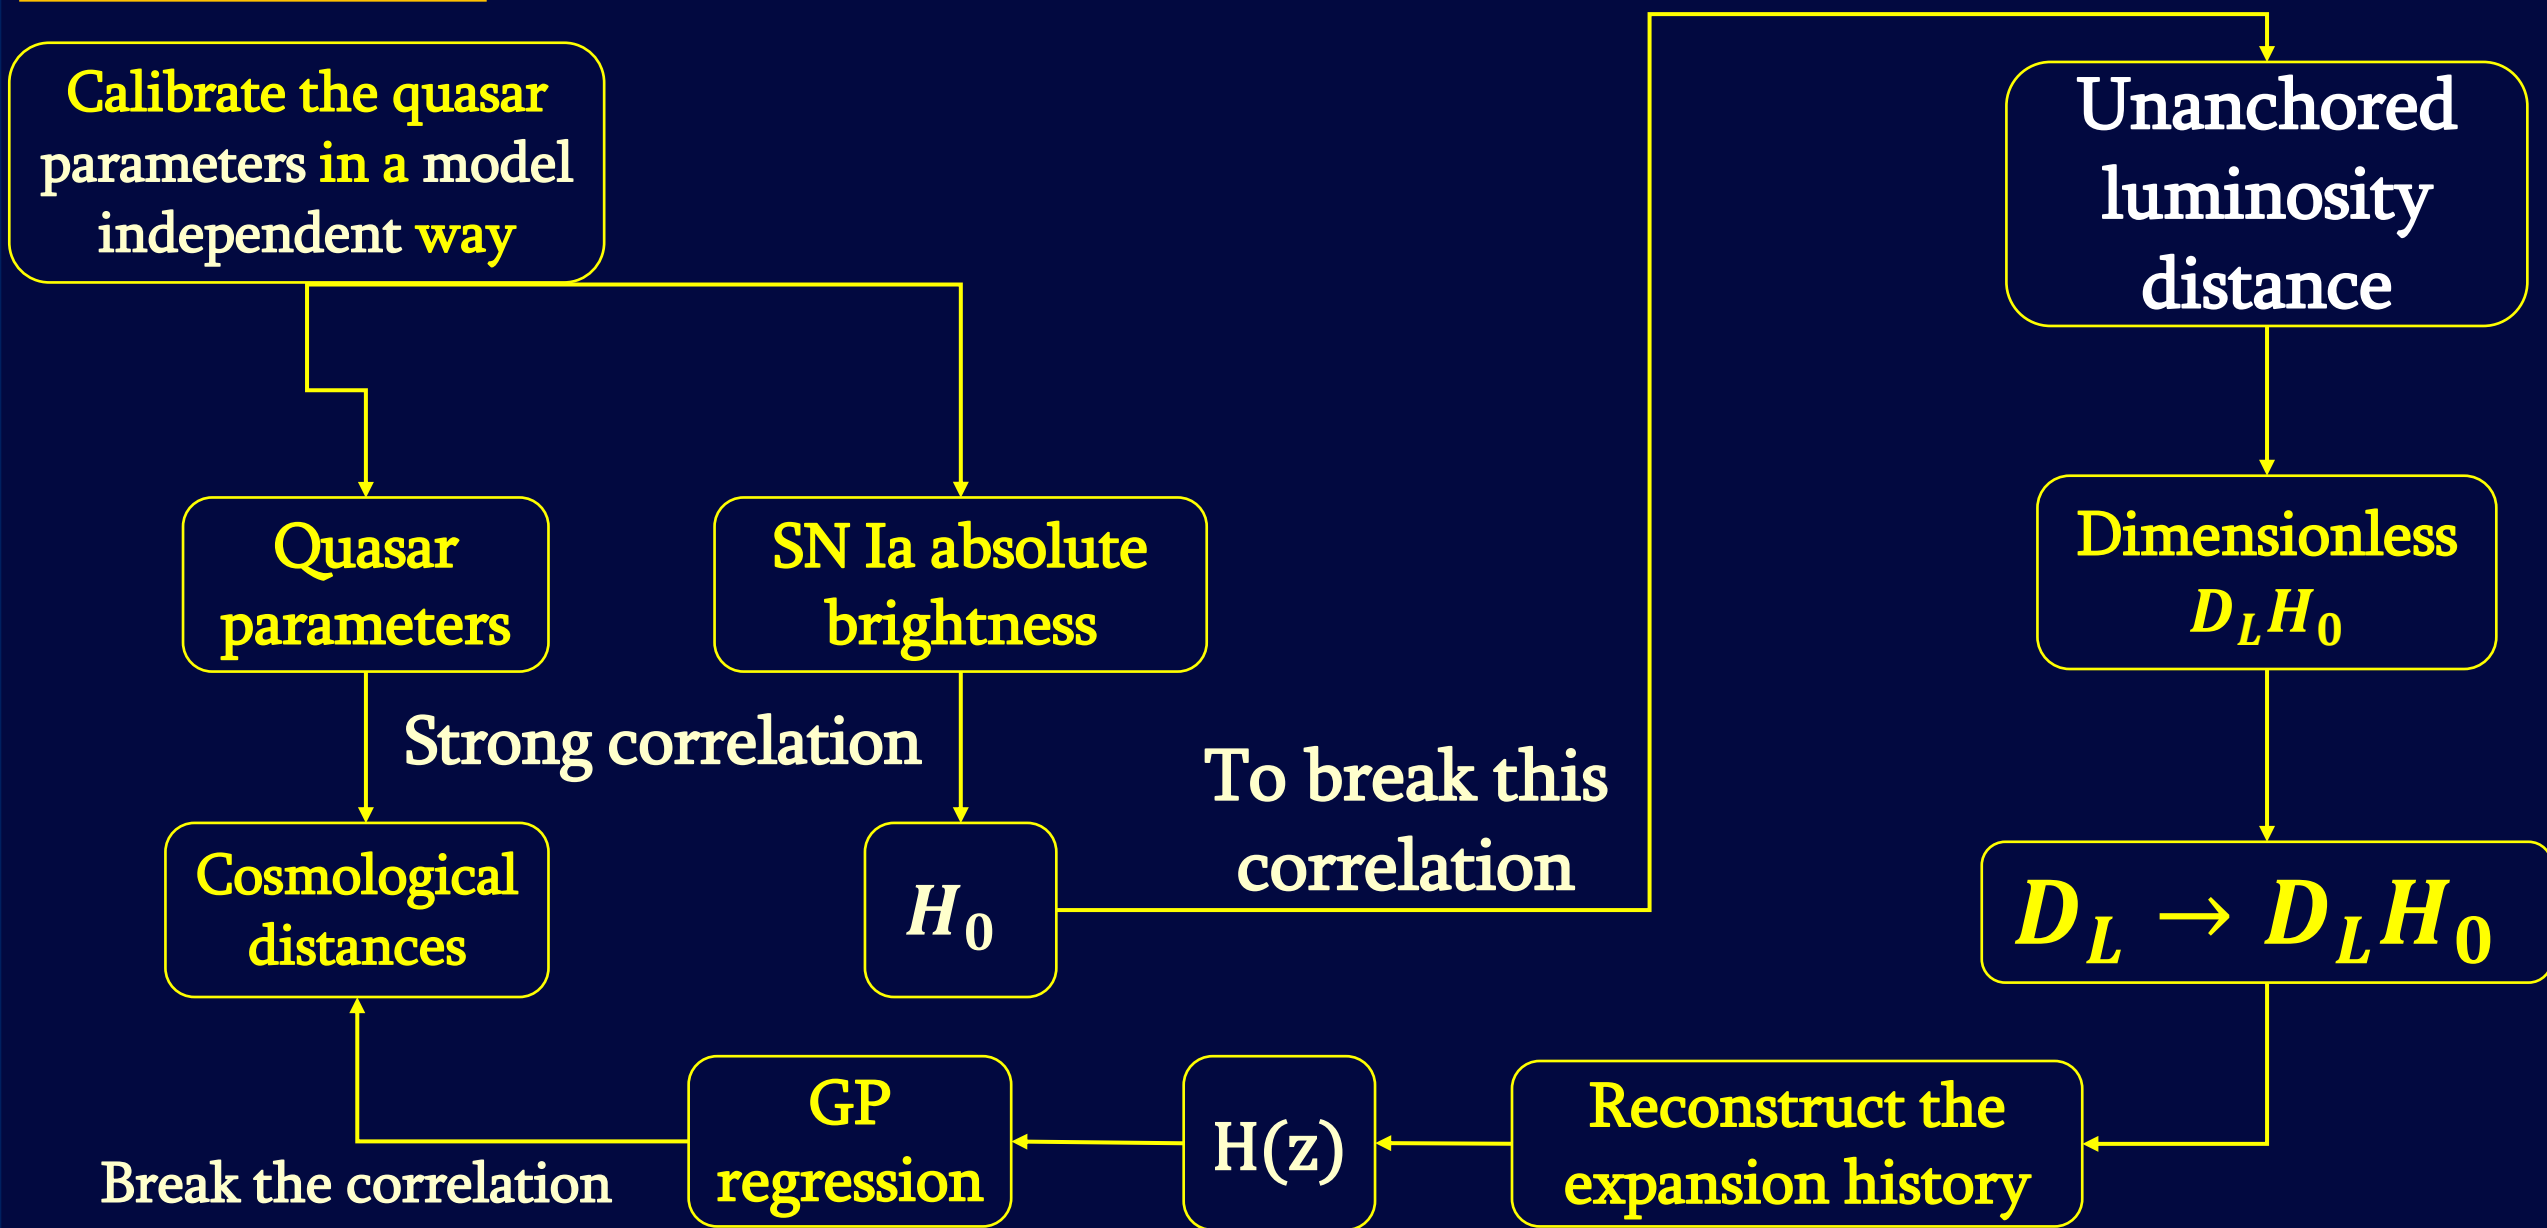 Calibrate the quasar
parameters in a model
independent way
Unanchored
luminosity
distance
Quasar
parameters
SN Ia absolute
brightness
Dimensionless
D_L H_0
Strong correlation
To break this
correlation
Cosmological
distances
H_0
D_L → D_L H_0
GP
regression
H(z)
Reconstruct the
expansion history
Break the correlation